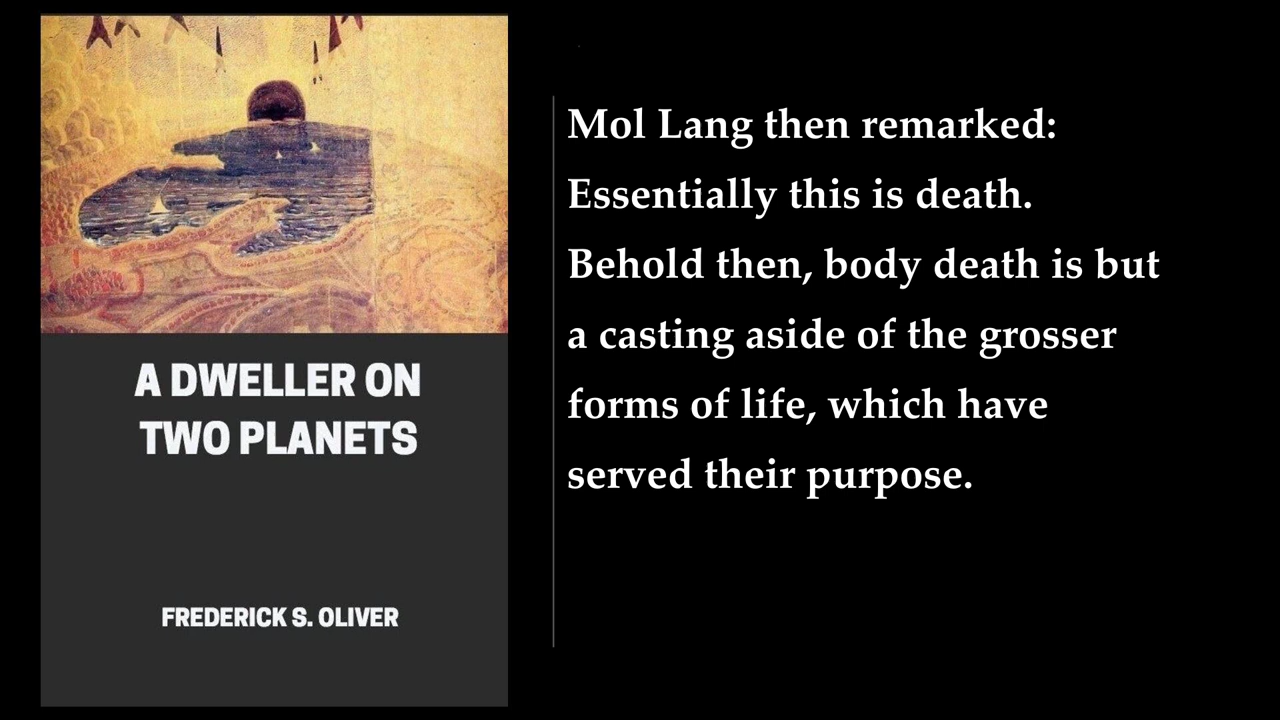 A DWELLER ON
TWO PLANETS
FREDERICK S. OLIVER
Mol Lang then remarked:
Essentially this is death.
Behold then, body death is but
a casting aside of the grosser
forms of life, which have
served their purpose.